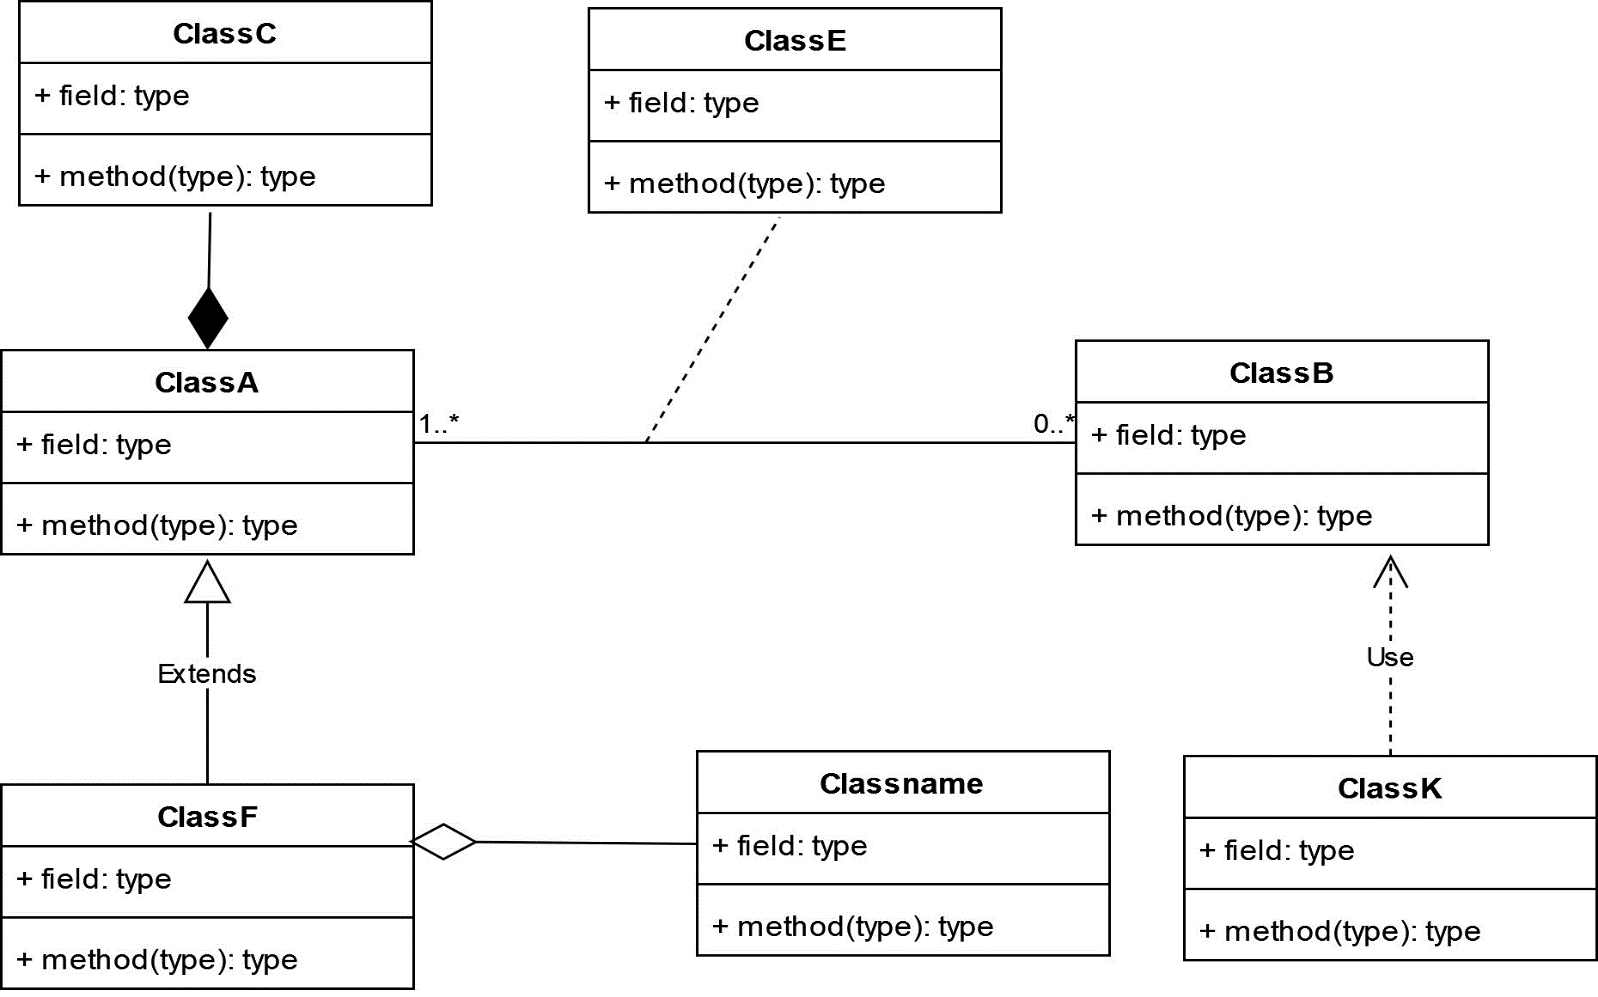 ClassC
+ field: type
+ method(type): type
ClassE
+ field: type
+ method(type): type
ClassA
+ field: type
+ method(type): type
1..*
0..*
ClassB
+ field: type
+ method(type): type
Extends
Use
ClassF
+ field: type
+ method(type): type
Classname
+ field: type
+ method(type): type
ClassK
+ field: type
+ method(type): type